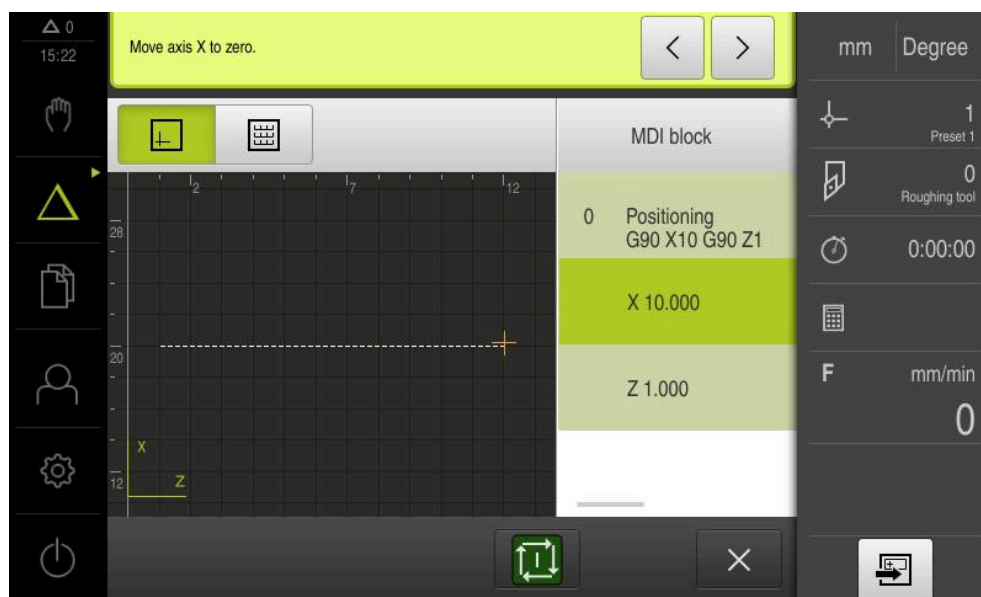 0
15:22
Move axis X to zero.
mm Degree
MDI block
1
Preset 1
0
Roughing tool
0:00:00
2 7 12
28
20
12
X
Z
0 Positioning
G90 X10 G90 Z1
X 10.000
Z 1.000
F mm/min
0